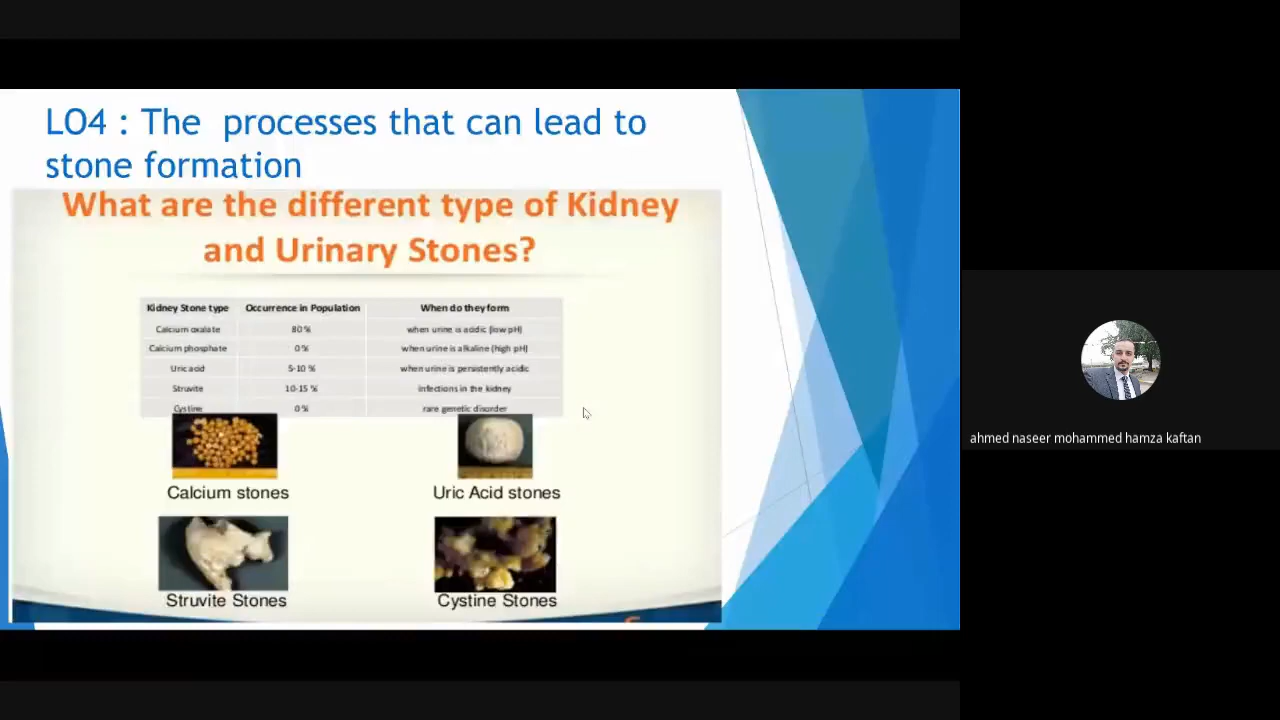 LO4 : The processes that can lead to
stone formation
What are the different type of Kidney
and Urinary Stones?
Kidney Stone type Occurrence in Population When do they form
Calcium oxalate 80 % when urine is acidic (low pH)
Calcium phosphate 0 % when urine is alkaline (high pH)
Uric acid 5-10 % when urine is persistently acidic
Struvite 10-15 % infections in the kidney
Cystine 0 % rare genetic disorder
Calcium stones Uric Acid stones
Struvite Stones Cystine Stones
ahmed naseer mohammed hamza kaftan